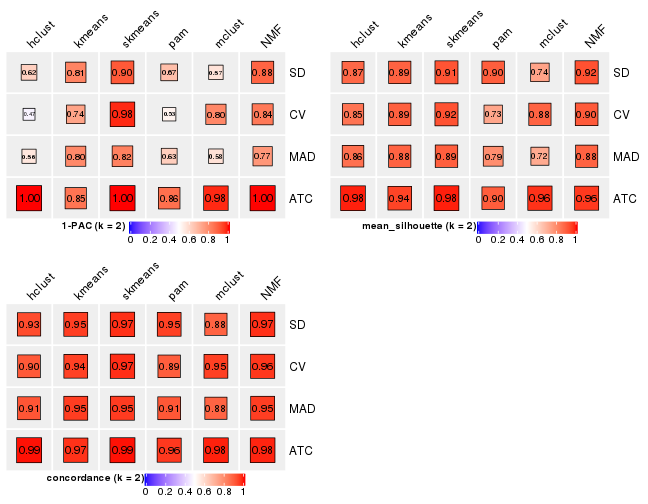 hclust kmeans skmeans pam mclust NMF
0.62 0.81 0.90 0.67 0.57 0.88 SD
0.47 0.74 0.98 0.53 0.80 0.84 CV
0.56 0.80 0.82 0.63 0.58 0.77 MAD
1.00 0.85 1.00 0.86 0.98 1.00 ATC
1-PAC (k = 2)
0 0.2 0.4 0.6 0.8 1
hclust kmeans skmeans pam mclust NMF
0.87 0.89 0.91 0.90 0.74 0.92 SD
0.85 0.89 0.92 0.73 0.88 0.90 CV
0.86 0.88 0.89 0.79 0.72 0.88 MAD
0.98 0.94 0.98 0.90 0.96 0.96 ATC
mean_silhouette (k = 2)
0 0.2 0.4 0.6 0.8 1
hclust kmeans skmeans pam mclust NMF
0.93 0.95 0.97 0.95 0.88 0.97 SD
0.90 0.94 0.97 0.89 0.95 0.96 CV
0.91 0.95 0.95 0.91 0.88 0.95 MAD
0.99 0.97 0.99 0.96 0.98 0.98 ATC
concordance (k = 2)
0 0.2 0.4 0.6 0.8 1